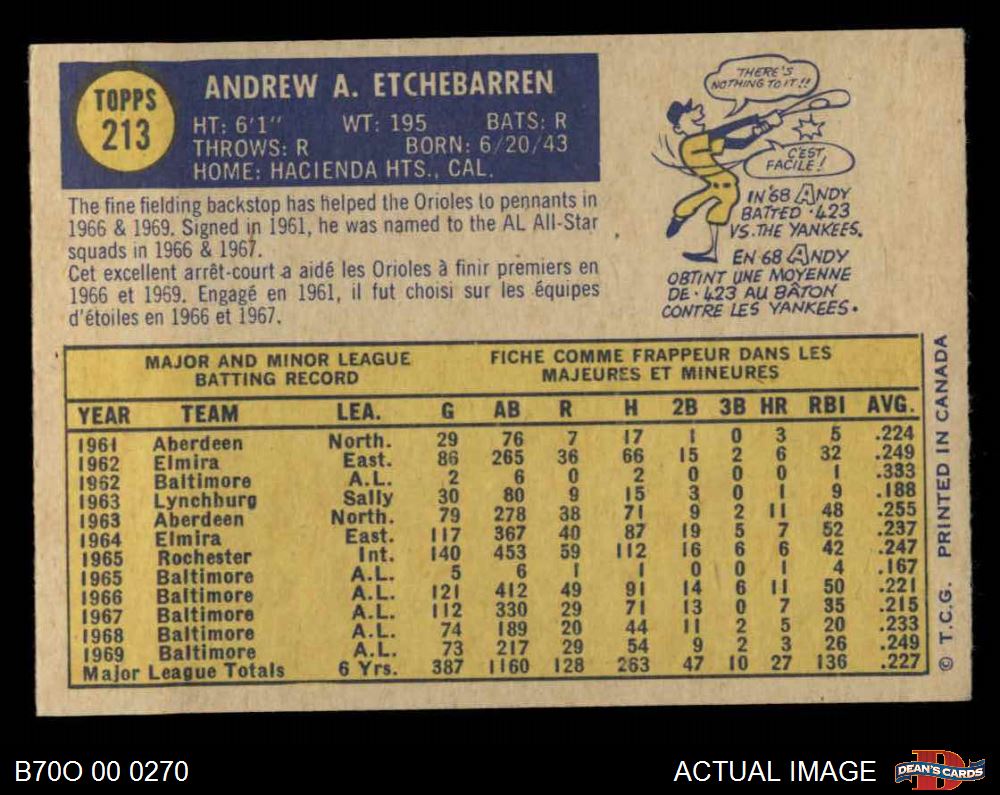 TOPPS
213
ANDREW A. ETCHEBARREN
HT: 6'1" WT: 195 BATS: R
THROWS: R BORN: 6/20/43
HOME: HACIENDA HTS., CAL.
The fine fielding backstop has helped the Orioles to pennants in
1966 & 1969. Signed in 1961, he was named to the AL All-Star
squads in 1966 & 1967.
Cet excellent arrêt-court a aidé les Orioles à finir premiers en
1966 et 1969. Engagé en 1961, il fut choisi sur les équipes
d'étoiles en 1966 et 1967.
THERE'S
NOTHING TO IT!!
C'EST
FACILE!
IN '68 ANDY
BATTED .423
VS. THE YANKEES.
EN 68 ANDY
OBTINT UNE MOYENNE
DE .423 AU BÂTON
CONTRE LES YANKEES.
MAJOR AND MINOR LEAGUE
BATTING RECORD
FICHE COMME FRAPPEUR DANS LES
MAJEURES ET MINEURES
YEAR TEAM LEA. G AB R H 2B 3B HR RBI AVG.
1961 Aberdeen North. 29 76 7 17 1 0 3 5 .224
1962 Elmira East. 86 265 36 66 15 2 6 32 .249
1962 Baltimore A.L. 2 6 0 2 0 0 0 1 .333
1963 Lynchburg Sally 30 80 9 15 3 0 1 9 .188
1963 Aberdeen North. 79 278 38 71 9 2 11 48 .255
1964 Elmira East. 117 367 40 87 19 5 7 52 .237
1965 Rochester Int. 140 453 59 112 16 6 6 42 .247
1965 Baltimore A.L. 5 6 1 1 0 0 1 4 .167
1966 Baltimore A.L. 121 412 49 91 14 6 11 50 .221
1967 Baltimore A.L. 112 330 29 71 13 0 7 35 .215
1968 Baltimore A.L. 74 189 20 44 11 2 5 20 .233
1969 Baltimore A.L. 73 217 29 54 9 2 3 26 .249
Major League Totals 6 Yrs. 387 1160 128 263 47 10 27 136 .227
© T.C.G. PRINTED IN CANADA
B70O 00 0270
ACTUAL IMAGE
D
DEAN'S CARDS